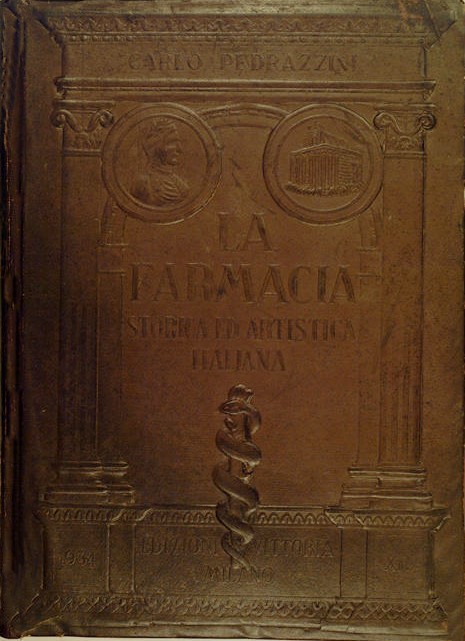 CARLO PEDRAZZINI
LA
FARMACIA
STORICA ED ARTISTICA
ITALIANA
1934 EDIZIONI VITTORIA XII
MILANO